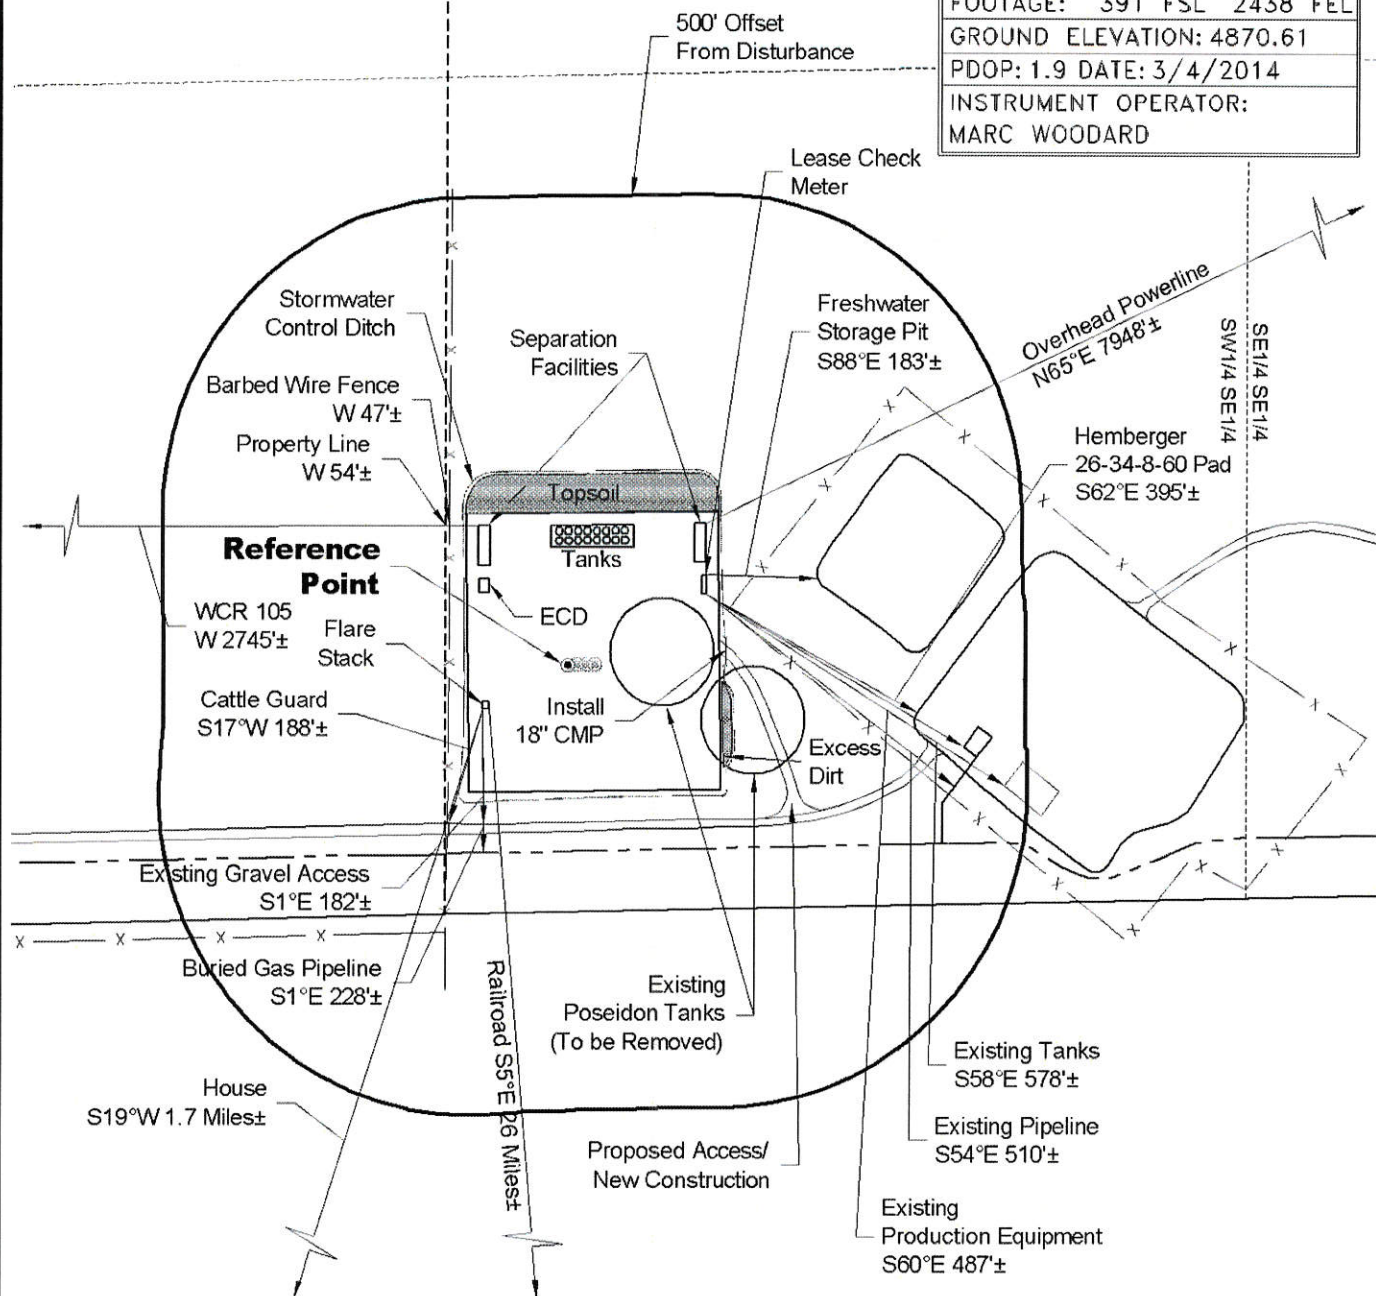 FOOTAGE: 391 FSL 2438 FEL
GROUND ELEVATION: 4870.61
PDOP: 1.9 DATE: 3/4/2014
INSTRUMENT OPERATOR:
MARC WOODARD
500' Offset
From Disturbance
Lease Check
Meter
Stormwater
Control Ditch
Separation
Facilities
Freshwater
Storage Pit
S88°E 183'±
Overhead Powerline
N65°E 7948'±
SE1/4 SE1/4
SW1/4 SE1/4
Barbed Wire Fence
W 47'±
Property Line
W 54'±
Hemberger
26-34-8-60 Pad
S62°E 395'±
Topsoil
Tanks
Reference
Point
ECD
WCR 105
W 2745'±
Flare
Stack
Cattle Guard
S17°W 188'±
Install
18" CMP
Excess
Dirt
Existing Gravel Access
S1°E 182'±
Buried Gas Pipeline
S1°E 228'±
Railroad S5°E 26 Miles±
Existing
Poseidon Tanks
(To be Removed)
Existing Tanks
S58°E 578'±
House
S19°W 1.7 Miles±
Existing Pipeline
S54°E 510'±
Proposed Access/
New Construction
Existing
Production Equipment
S60°E 487'±